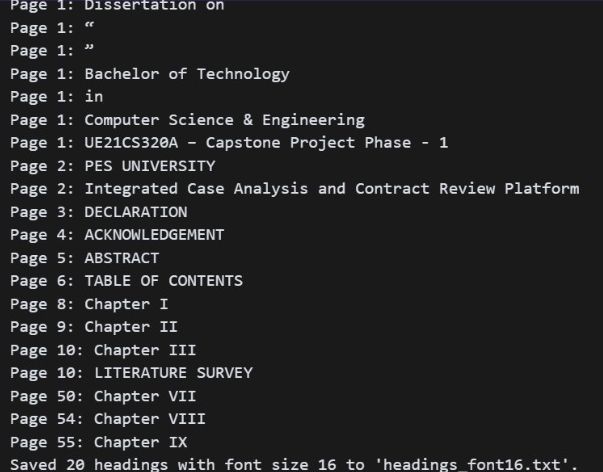 Page 1: Dissertation on
Page 1: “
Page 1: ”
Page 1: Bachelor of Technology
Page 1: in
Page 1: Computer Science & Engineering
Page 1: UE21CS320A – Capstone Project Phase - 1
Page 2: PES UNIVERSITY
Page 2: Integrated Case Analysis and Contract Review Platform
Page 3: DECLARATION
Page 4: ACKNOWLEDGEMENT
Page 5: ABSTRACT
Page 6: TABLE OF CONTENTS
Page 8: Chapter I
Page 9: Chapter II
Page 10: Chapter III
Page 10: LITERATURE SURVEY
Page 50: Chapter VII
Page 54: Chapter VIII
Page 55: Chapter IX
Saved 20 headings with font size 16 to 'headings_font16.txt'.